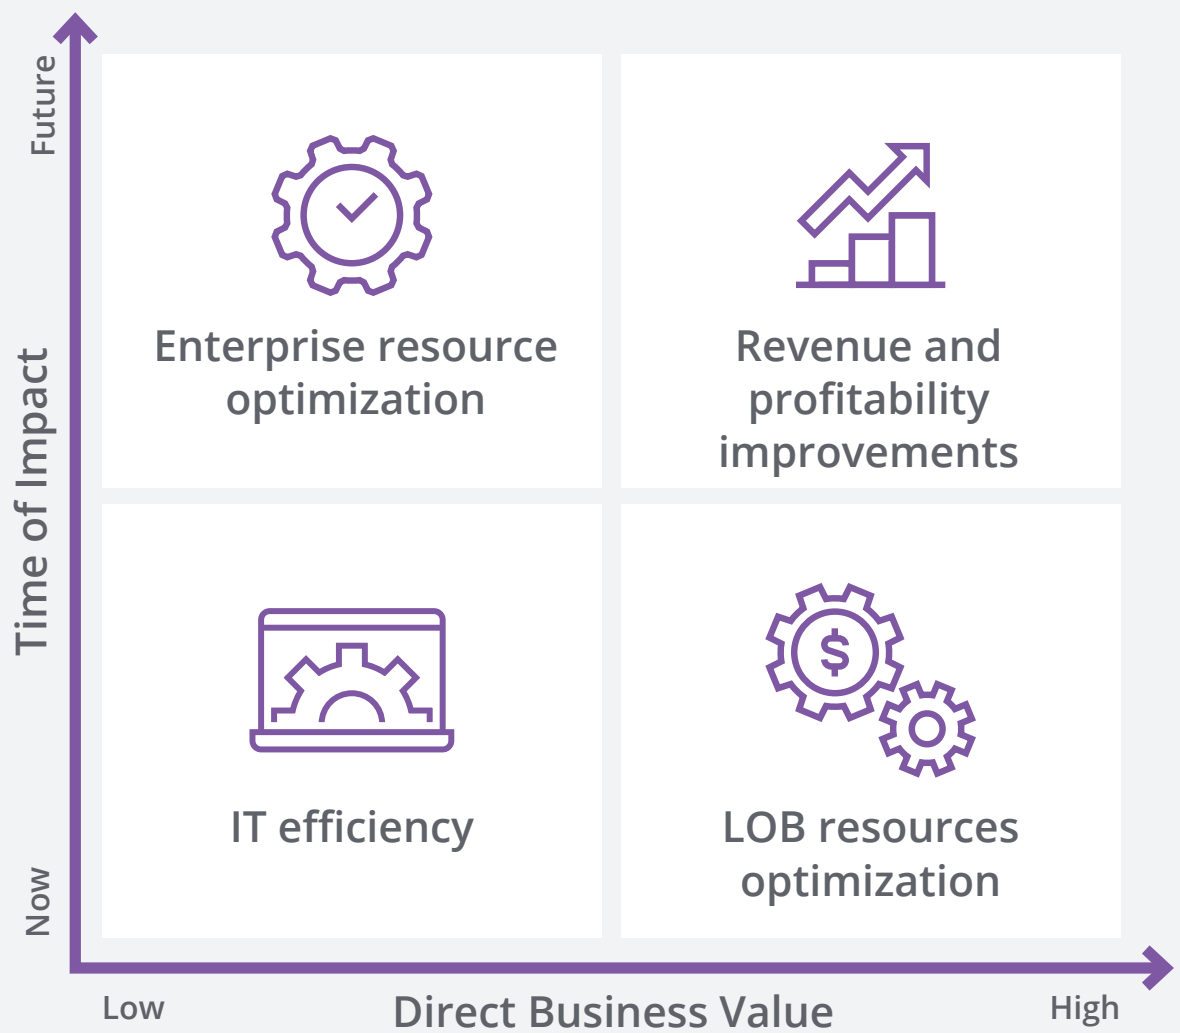 Future
Time of Impact
Now
Enterprise resource
optimization
Revenue and
profitability
improvements
IT efficiency
$
LOB resources
optimization
Low
Direct Business Value
High